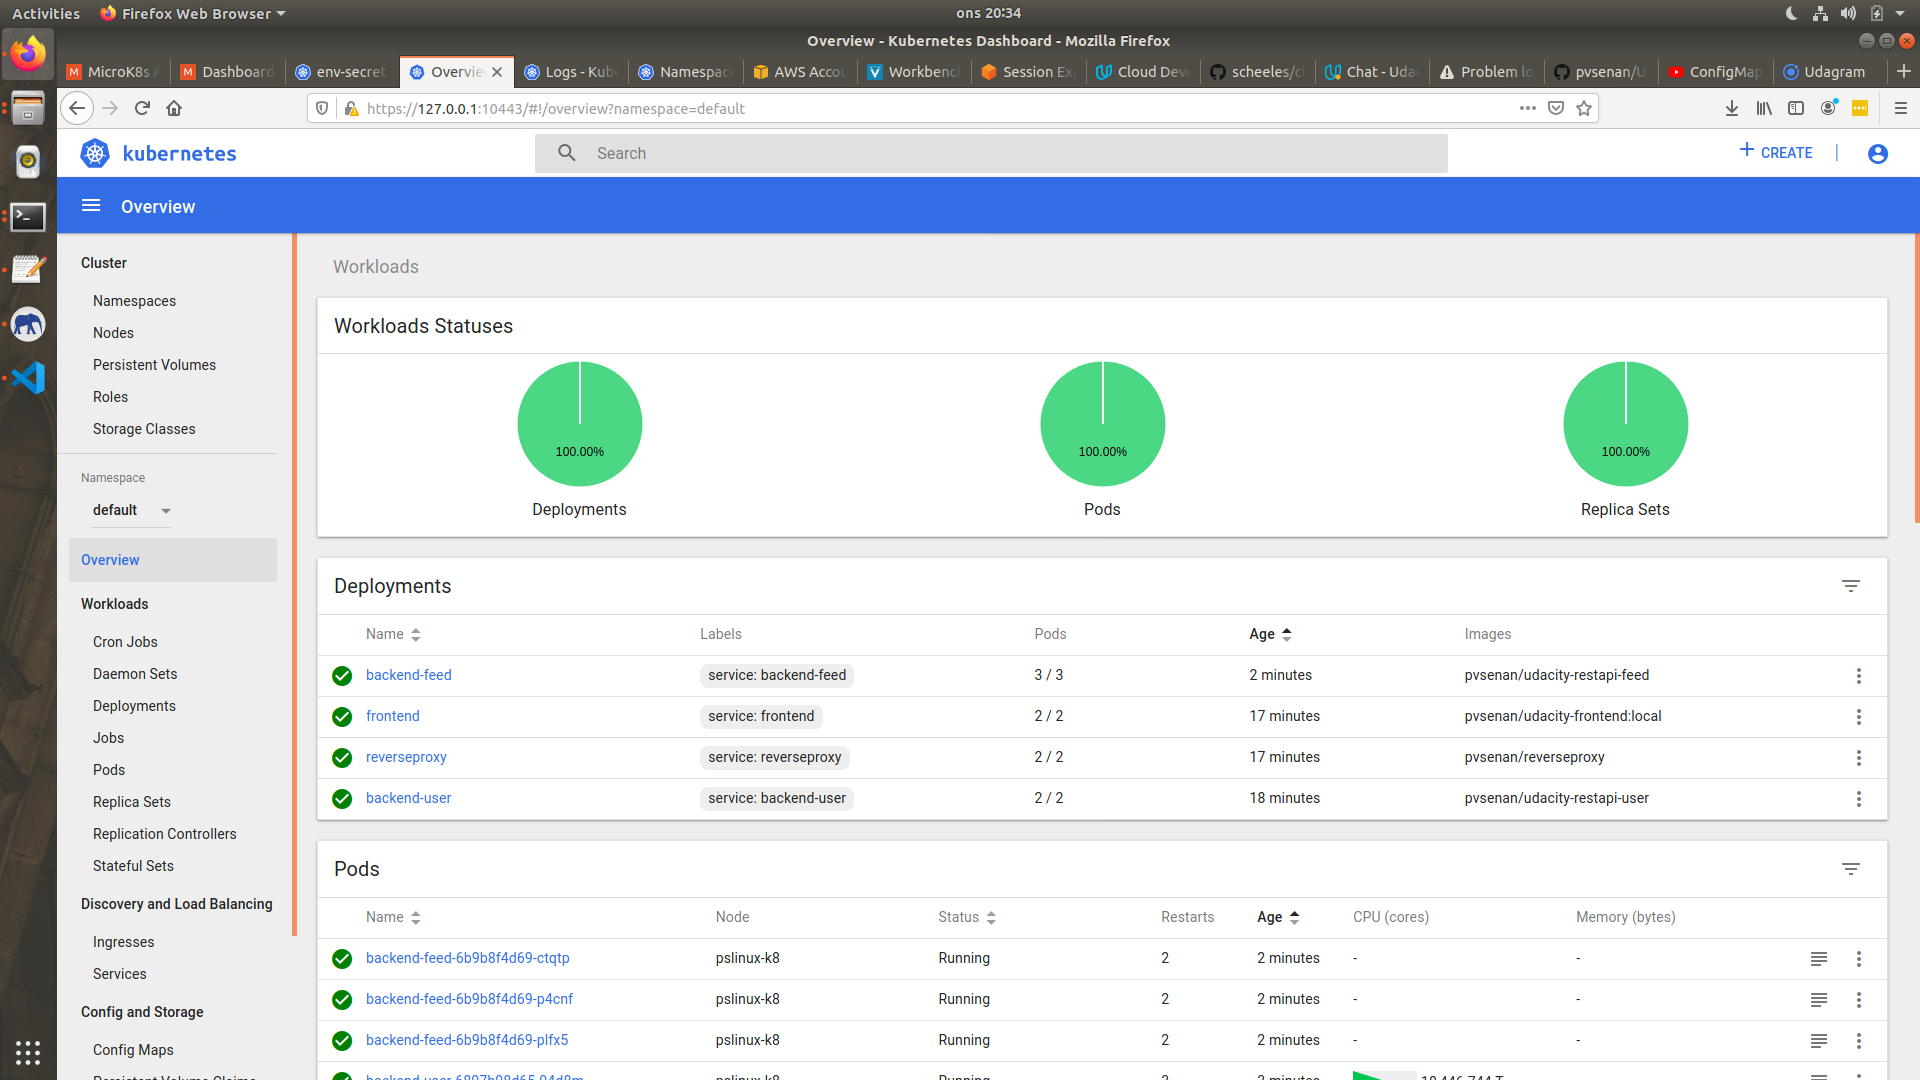 Activities
Firefox Web Browser
ons 20:34
Overview - Kubernetes Dashboard - Mozilla Firefox
MicroK8s
Dashboard
env-secret
Overvie
Logs - Kub
Namespac
AWS Accou
Workbenc
Session Ex
Cloud Dev
scheeles/c
Chat - Uda
Problem lo
pvsenan/U
ConfigMap
Udagram
https://127.0.0.1:10443/#!/overview?namespace=default
kubernetes
Search
+ CREATE
Overview
Cluster
Namespaces
Nodes
Persistent Volumes
Roles
Storage Classes
Namespace
default
Overview
Workloads
Cron Jobs
Daemon Sets
Deployments
Jobs
Pods
Replica Sets
Replication Controllers
Stateful Sets
Discovery and Load Balancing
Ingresses
Services
Config and Storage
Config Maps
Workloads
Workloads Statuses
100.00% 100.00% 100.00%
Deployments Pods Replica Sets
Deployments
Name Labels Pods Age Images
backend-feed service: backend-feed 3 / 3 2 minutes pvsenan/udacity-restapi-feed
frontend service: frontend 2 / 2 17 minutes pvsenan/udacity-frontend:local
reverseproxy service: reverseproxy 2 / 2 17 minutes pvsenan/reverseproxy
backend-user service: backend-user 2 / 2 18 minutes pvsenan/udacity-restapi-user
Pods
Name Node Status Restarts Age CPU (cores) Memory (bytes)
backend-feed-6b9b8f4d69-ctqtp pslinux-k8 Running 2 2 minutes - -
backend-feed-6b9b8f4d69-p4cnf pslinux-k8 Running 2 2 minutes - -
backend-feed-6b9b8f4d69-plfx5 pslinux-k8 Running 2 2 minutes - -